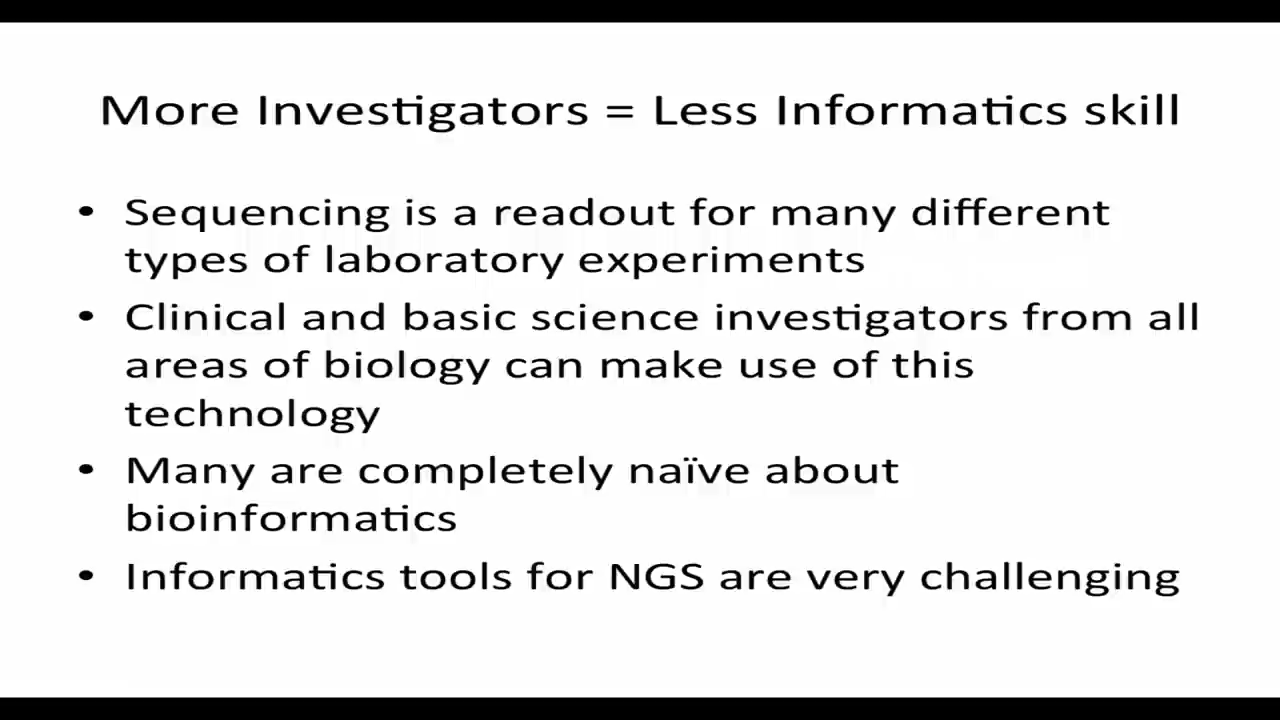 More Investigators = Less Informatics skill
• Sequencing is a readout for many different
types of laboratory experiments
• Clinical and basic science investigators from all
areas of biology can make use of this
technology
• Many are completely naïve about
bioinformatics
• Informatics tools for NGS are very challenging